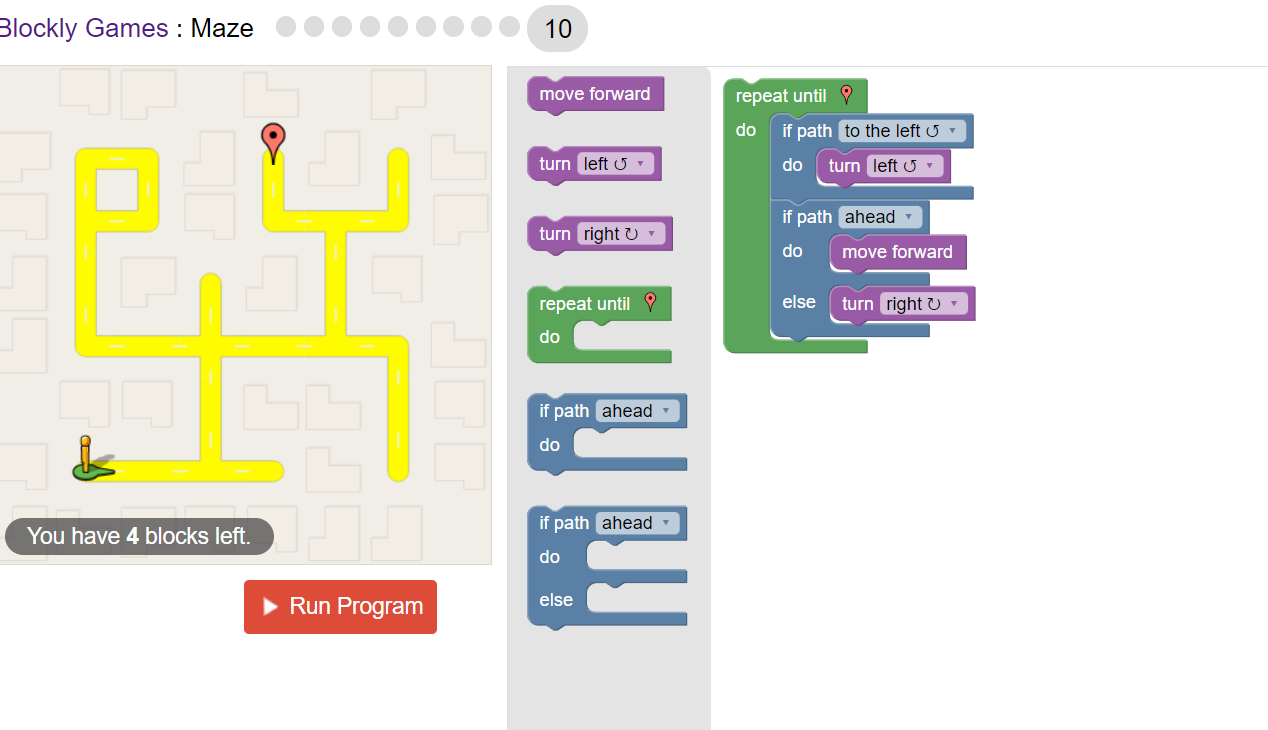 Blockly Games : Maze 10
move forward
turn left ↺ ▾
turn right ↻ ▾
repeat until
do
if path ahead ▾
do
if path ahead ▾
do
else
repeat until
do if path to the left ↺ ▾
do turn left ↺ ▾
if path ahead ▾
do move forward
else turn right ↻ ▾
You have 4 blocks left.
Run Program